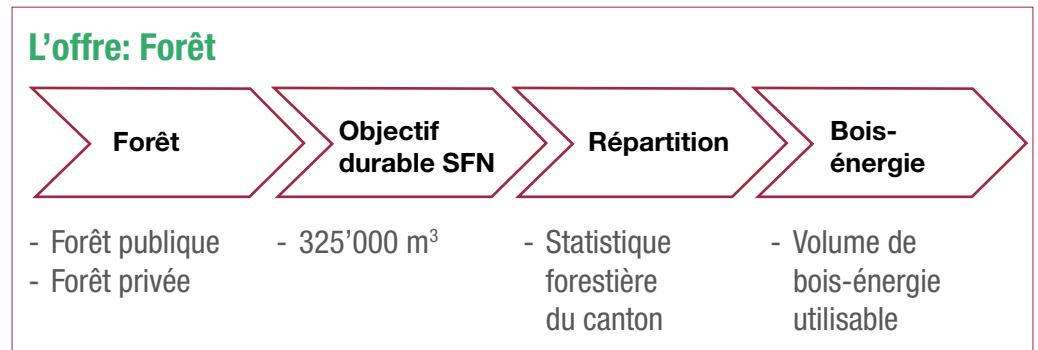 L'offre: Forêt
Forêt
Objectif
durable SFN
Répartition
Bois-
énergie
- Forêt publique
- Forêt privée
- 325'000 m³
- Statistique
forestière
du canton
- Volume de
bois-énergie
utilisable